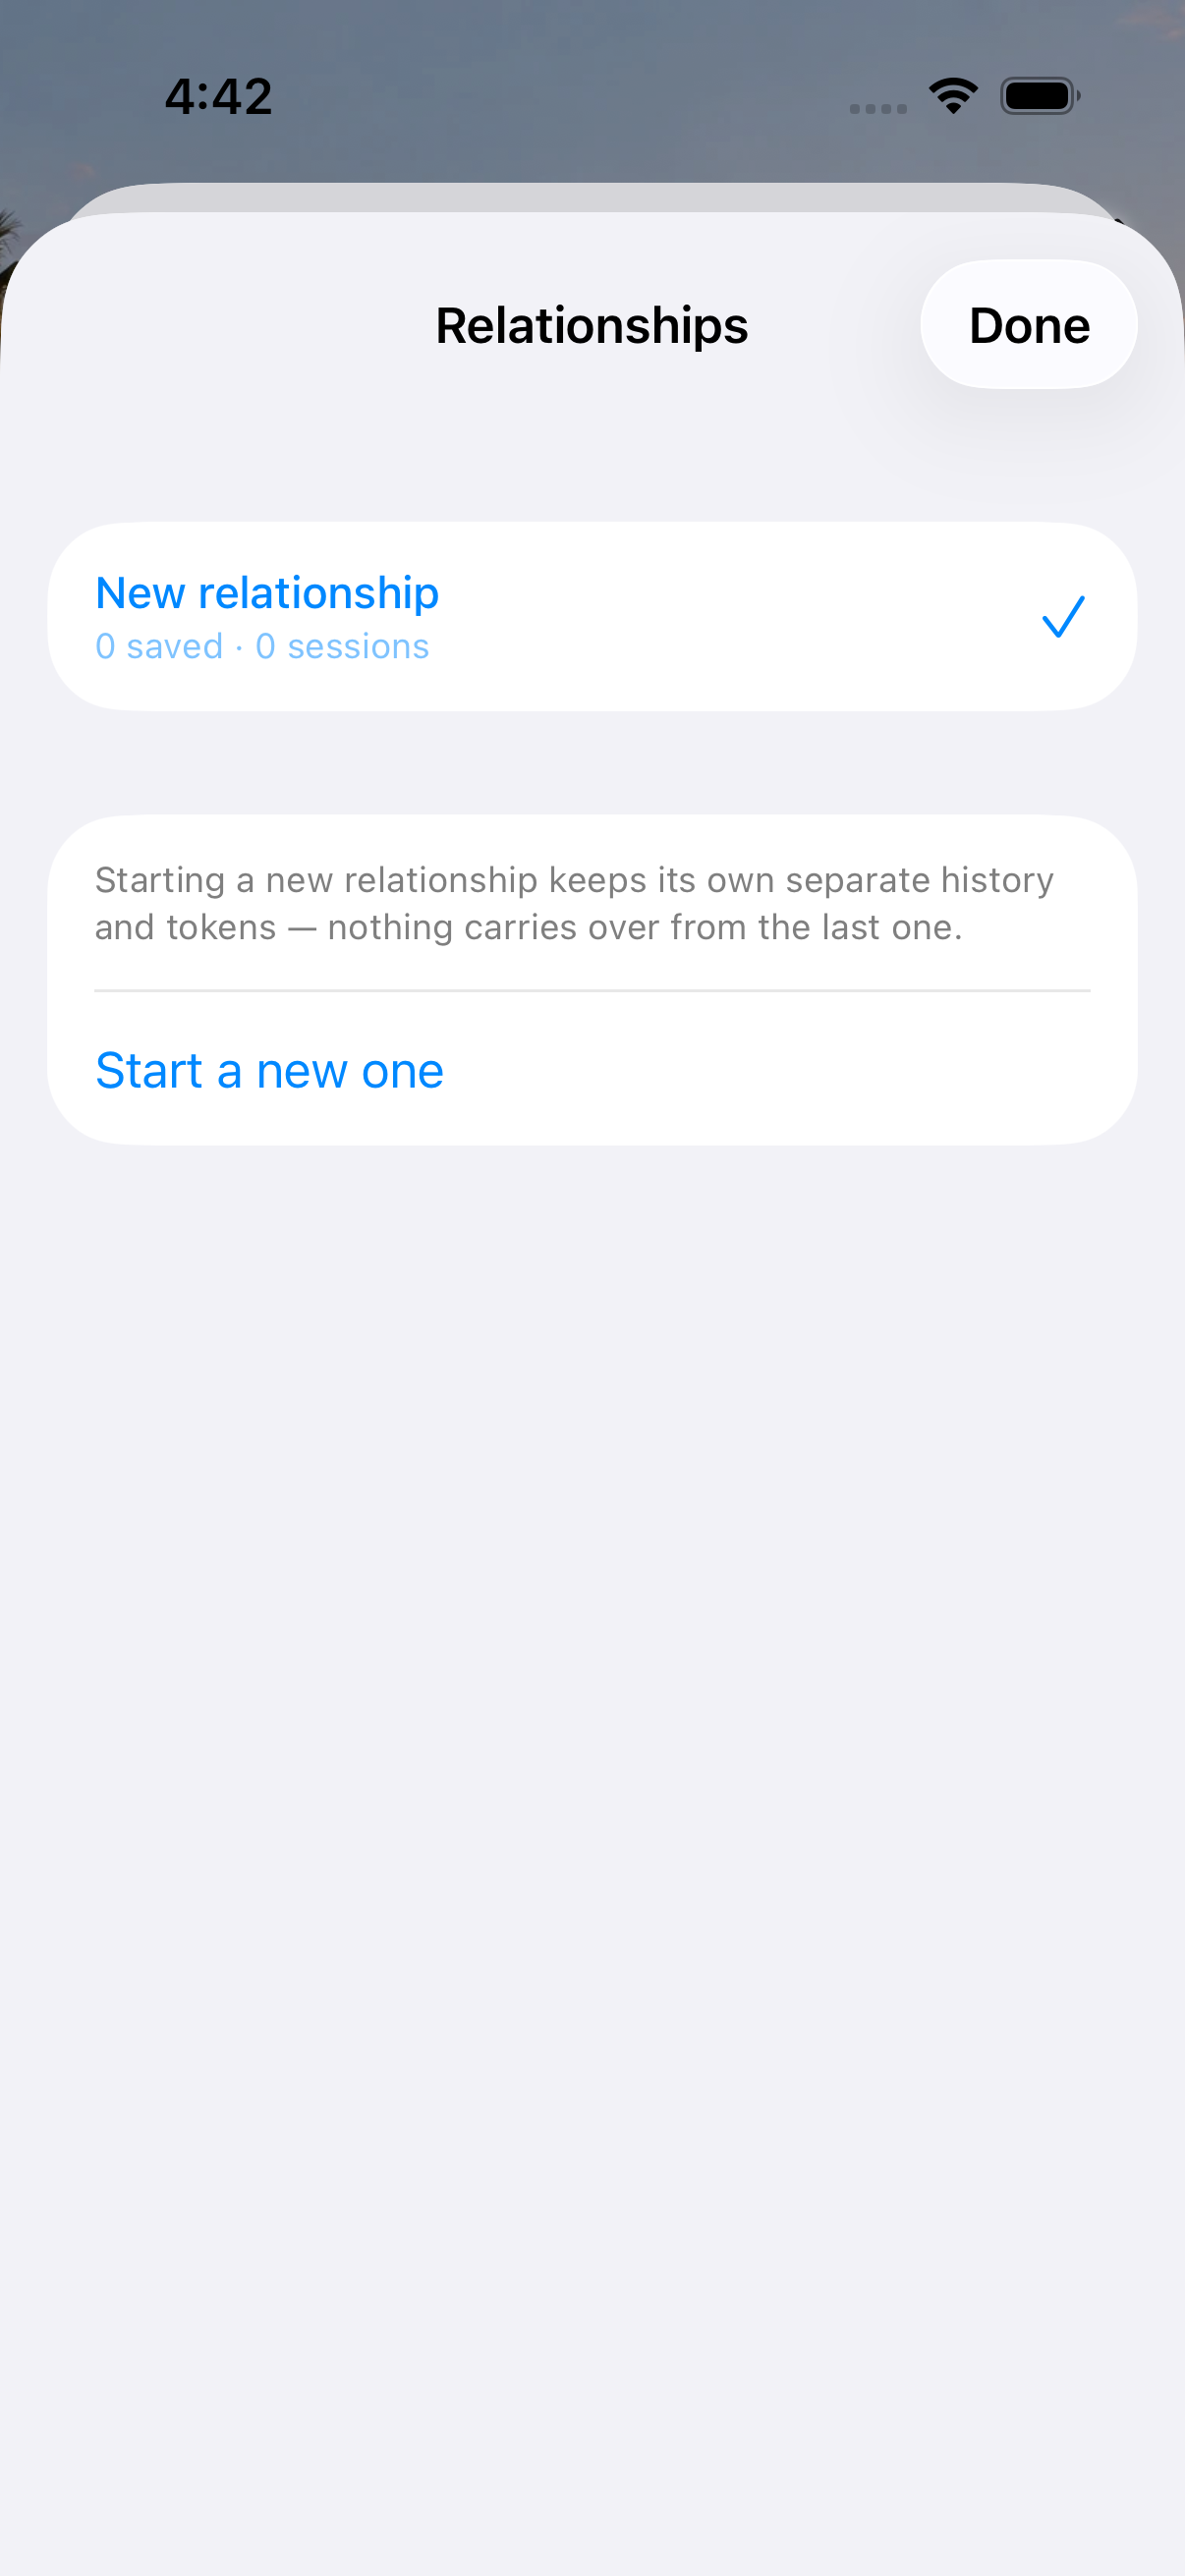 4:42
Relationships
Done
New relationship
0 saved · 0 sessions
Starting a new relationship keeps its own separate history
and tokens — nothing carries over from the last one.
Start a new one